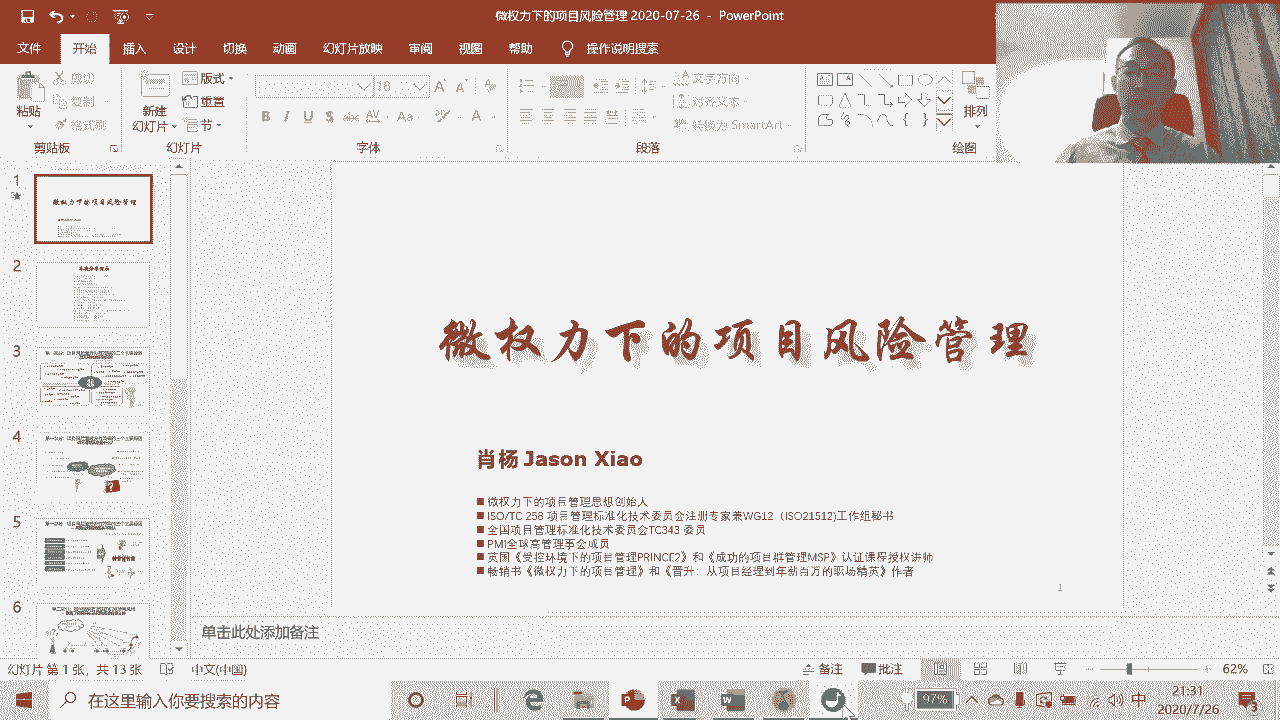 微权力下的项目风险管理 2020-07-26 - PowerPoint
文件 开始 插入 设计 切换 动画 幻灯片放映 审阅 视图 帮助 操作说明搜索
剪切
复制
格式刷
粘贴
剪贴板
新建
幻灯片
版式
重置
节
幻灯片
18
B I U S abc AV Aa A
字体
文字方向
对齐文本
转换为 SmartArt
段落
排列
绘图
1
微权力下的项目风险管理
2
3
4
5
6
微权力下的项目风险管理
肖杨 Jason Xiao
微权力下的项目管理思想创始人
ISO/TC 258 项目管理标准化技术委员会注册专家兼WG12（ISO21512)工作组秘书
全国项目管理标准化技术委员会TC343 委员
PMI全球高管理事会成员
英国《受控环境下的项目管理PRINCE2》和《成功的项目群管理MSP》认证课程授权讲师
畅销书《微权力下的项目管理》和《晋升：从项目经理到年薪百万的职场精英》作者
1
单击此处添加备注
幻灯片 第 1 张，共 13 张 中文(中国) 备注 批注 62%
在这里输入你要搜索的内容
97%
中
21:31
2020/7/26
3